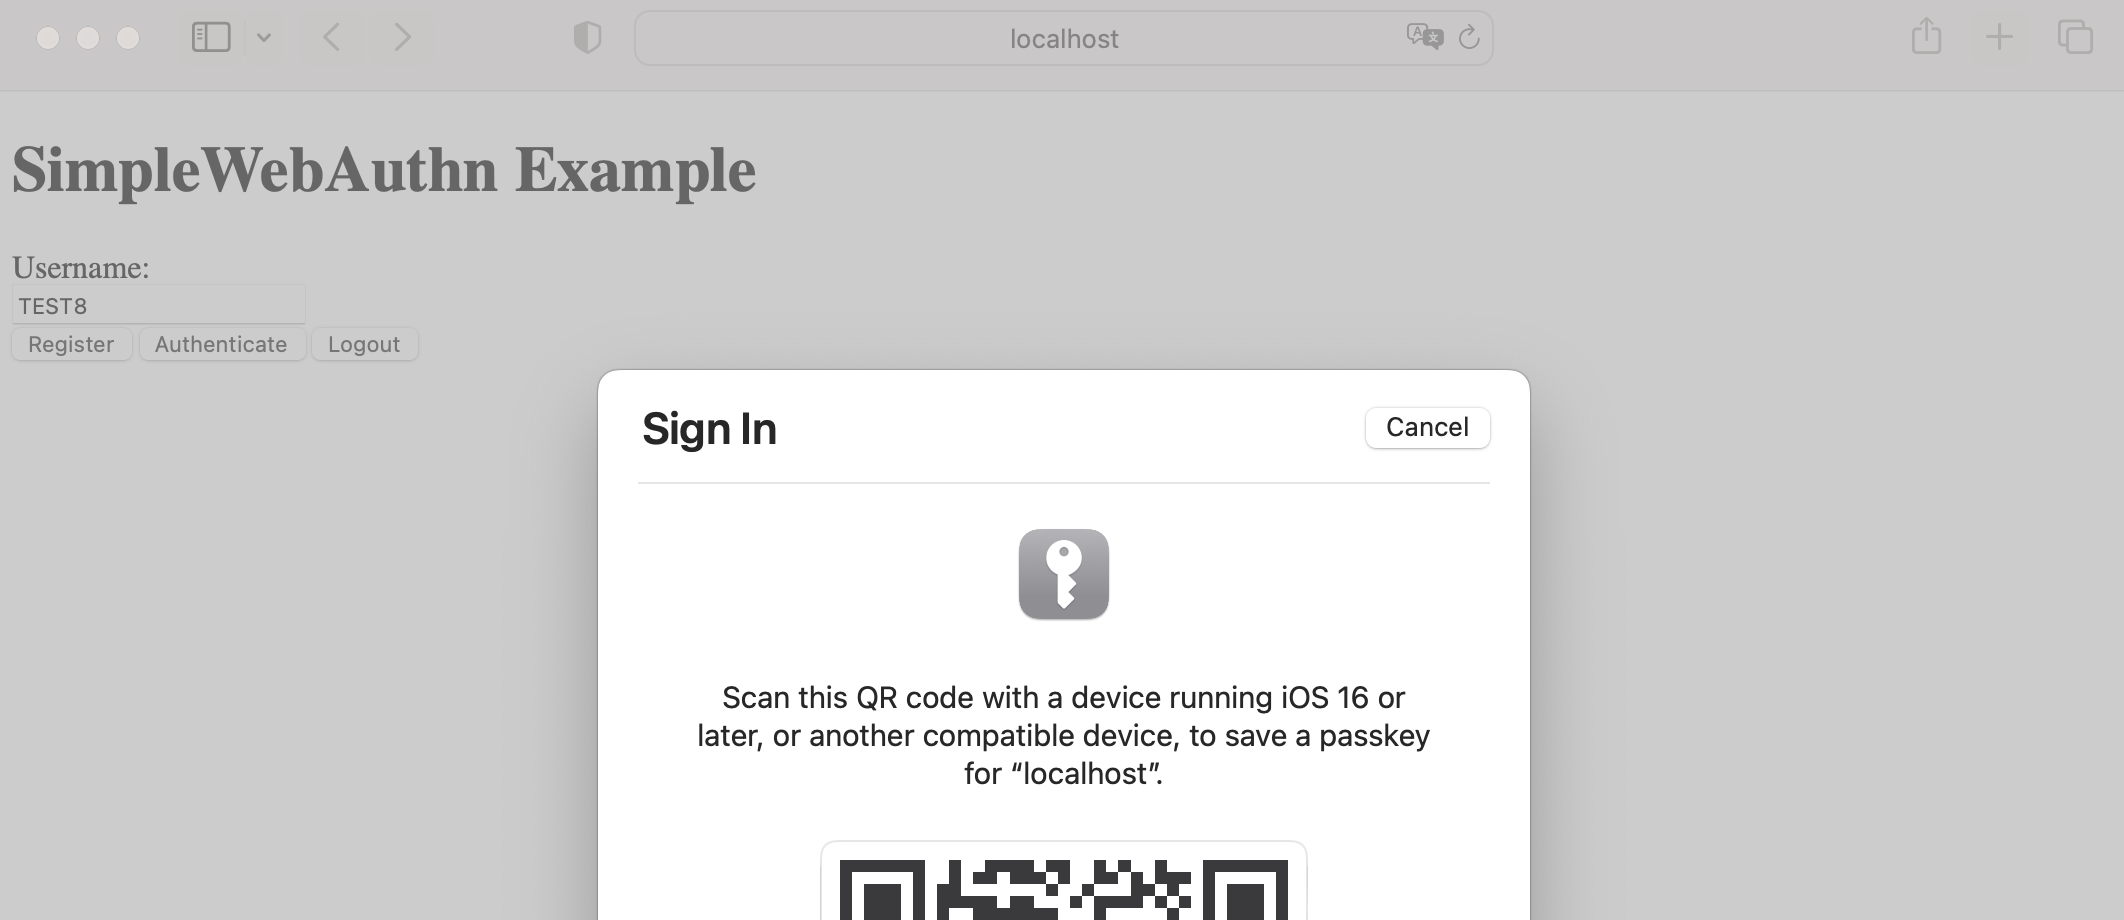 localhost
SimpleWebAuthn Example
Username:
TEST8
Register Authenticate Logout
Sign In
Cancel
Scan this QR code with a device running iOS 16 or
later, or another compatible device, to save a passkey
for “localhost”.